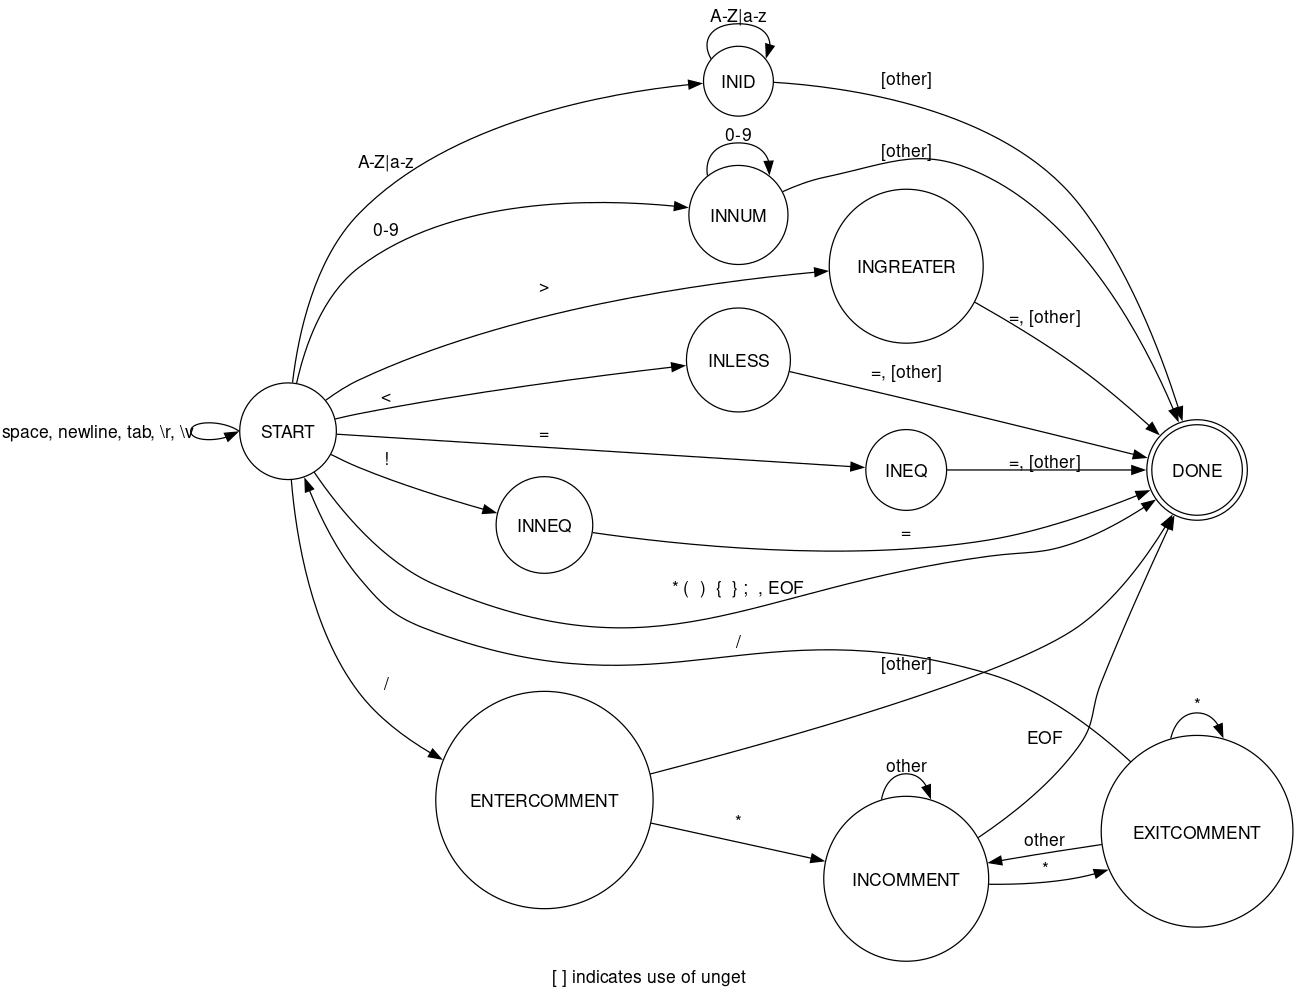 A-Z|a-z
INID
[other]
0-9
[other]
A-Z|a-z
INNUM
0-9
INGREATER
>
=, [other]
INLESS
=, [other]
<
START
space, newline, tab, \r, \v
=
!
INEQ
=, [other]
DONE
INNEQ
=
* (  )  {  } ;  , EOF
/
[other]
/
*
EOF
other
ENTERCOMMENT
*
EXITCOMMENT
other
*
INCOMMENT
[ ] indicates use of unget